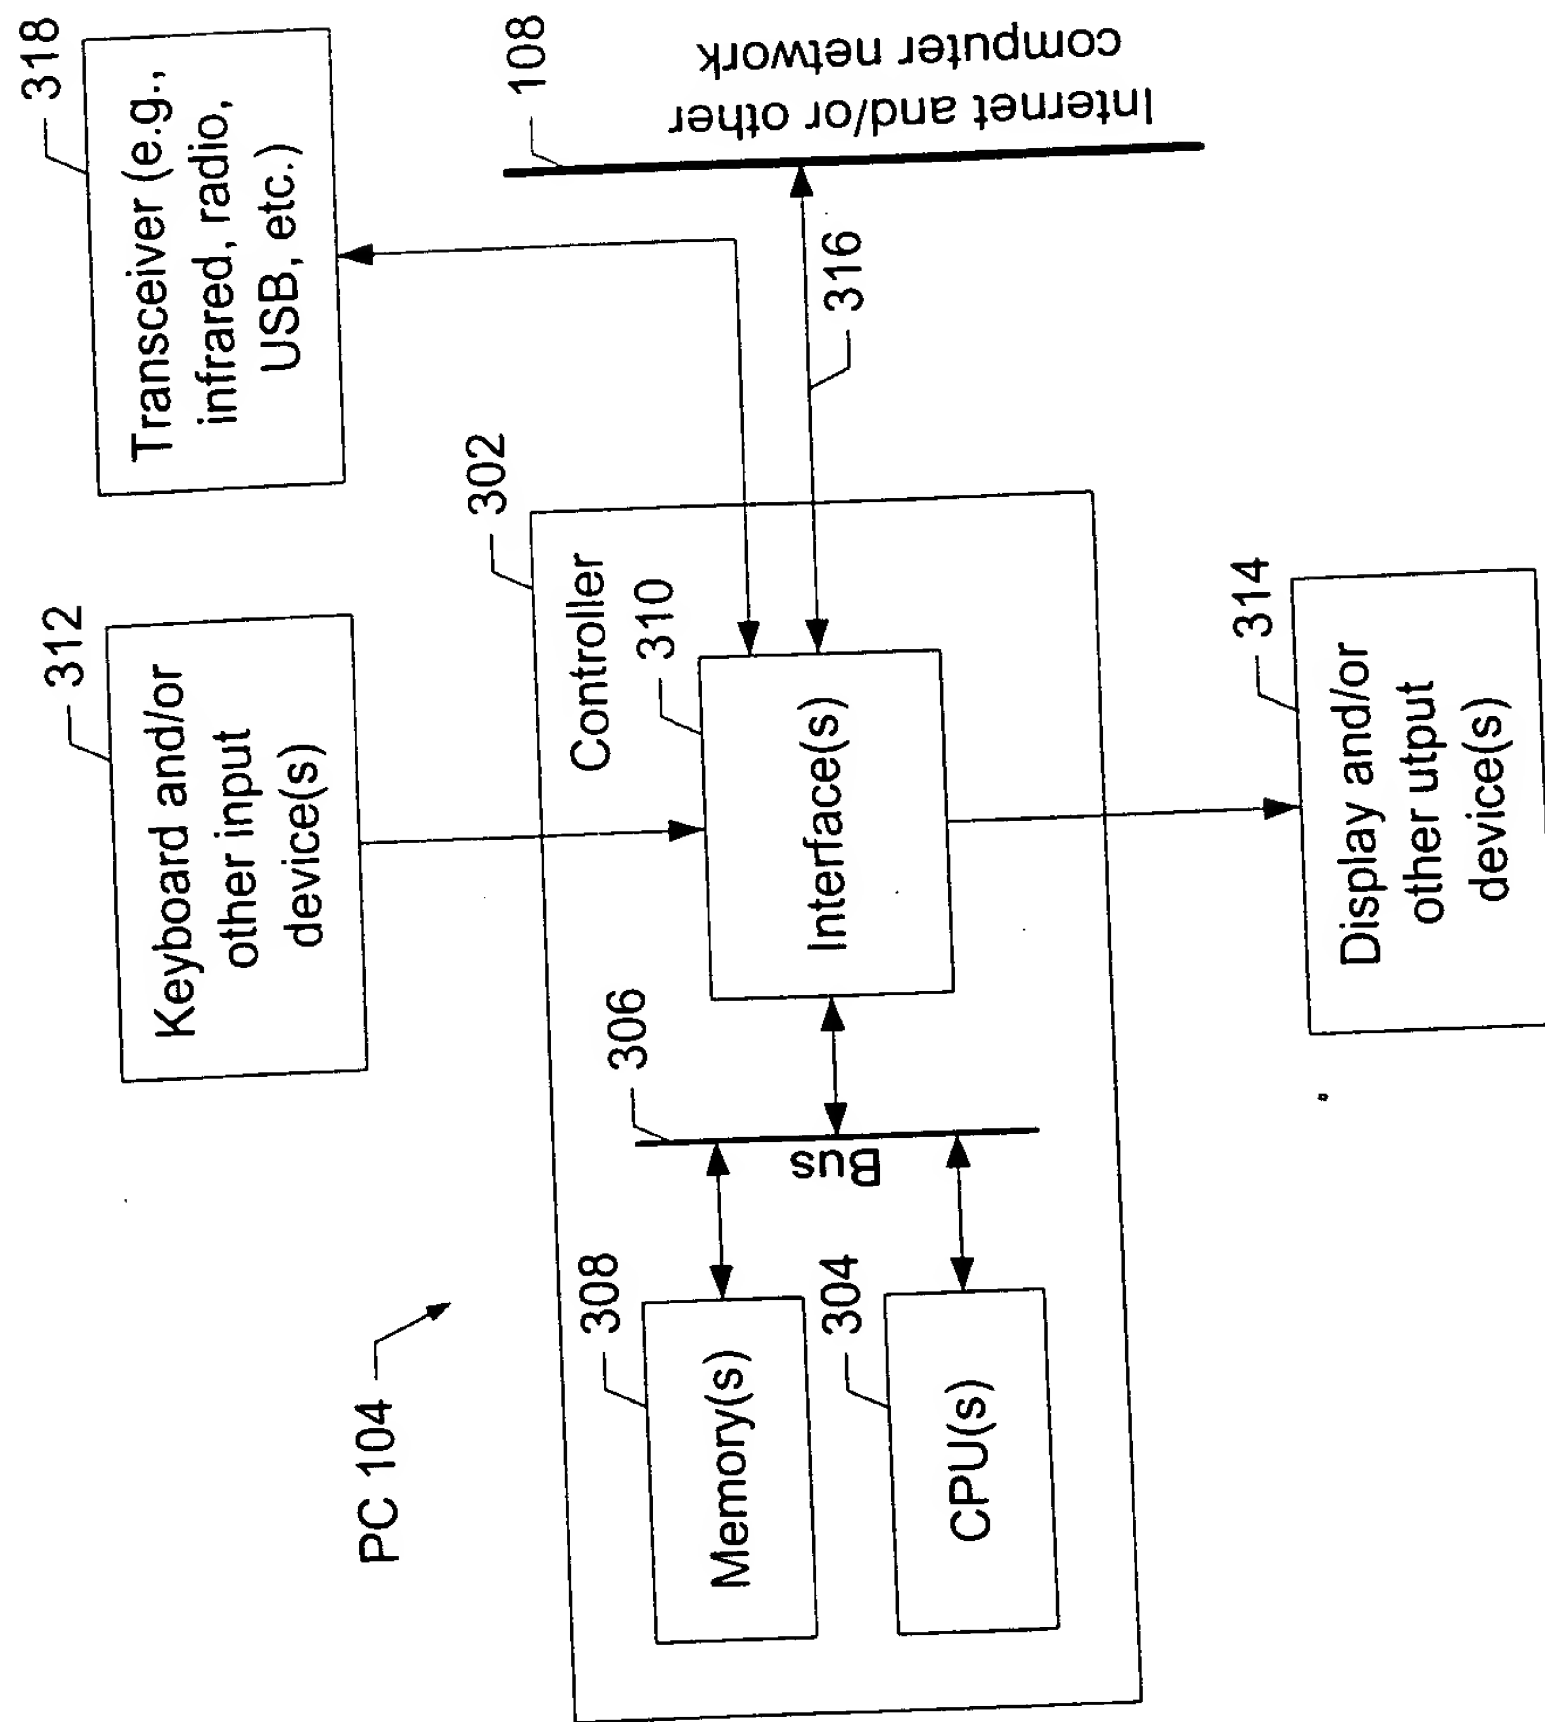 PC 104
312
Keyboard and/or
other input
device(s)
318
Transceiver (e.g.,
infrared, radio,
USB, etc.)
302
Controller
308
Memory(s)
304
CPU(s)
306
Bus
310
Interface(s)
316
108
Internet and/or other
computer network
314
Display and/or
other utput
device(s)